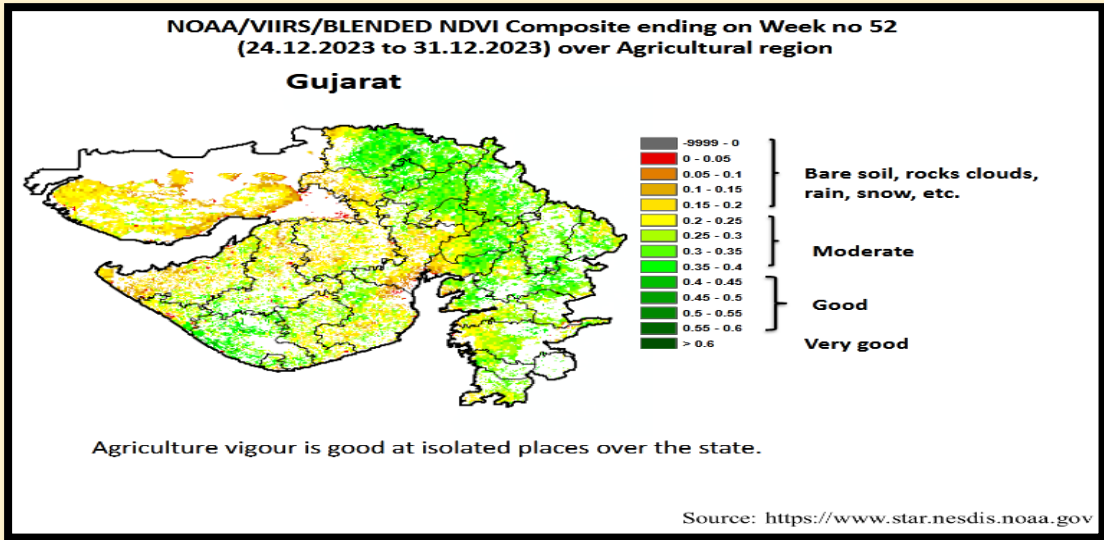 NOAA/VIIRS/BLENDED NDVI Composite ending on Week no 52
(24.12.2023 to 31.12.2023) over Agricultural region
Gujarat
-9999 - 0
0 - 0.05
0.05 - 0.1
0.1 - 0.15
0.15 - 0.2
0.2 - 0.25
0.25 - 0.3
0.3 - 0.35
0.35 - 0.4
0.4 - 0.45
0.45 - 0.5
0.5 - 0.55
0.55 - 0.6
> 0.6
Bare soil, rocks clouds,
rain, snow, etc.
Moderate
Good
Very good
Agriculture vigour is good at isolated places over the state.
Source: https://www.star.nesdis.noaa.gov